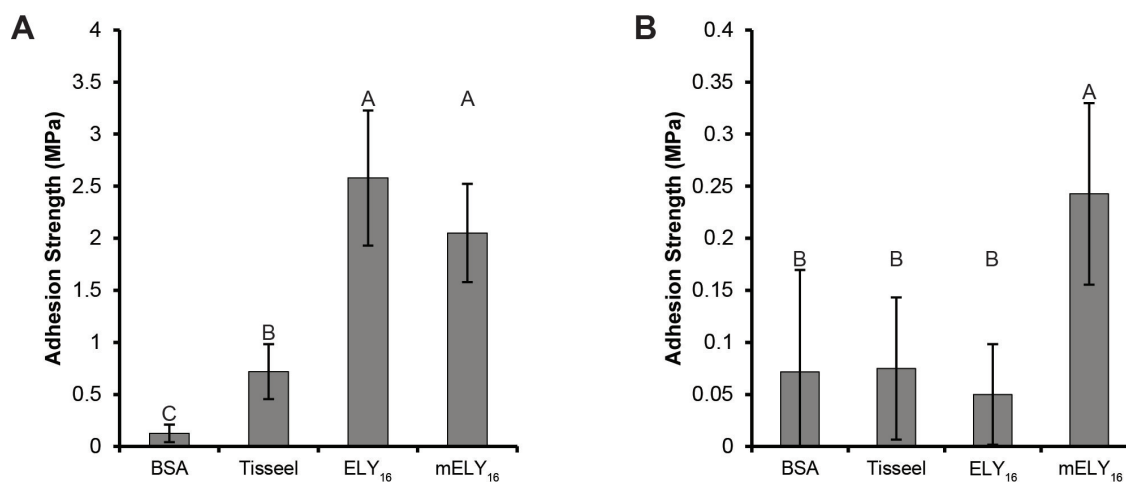 A
Adhesion Strength (MPa)
4
3.5
3
2.5
2
1.5
1
0.5
0
C
B
A
A
BSA
Tisseel
ELY₁₆
mELY₁₆
B
Adhesion Strength (MPa)
0.4
0.35
0.3
0.25
0.2
0.15
0.1
0.05
0
B
B
B
A
BSA
Tisseel
ELY₁₆
mELY₁₆